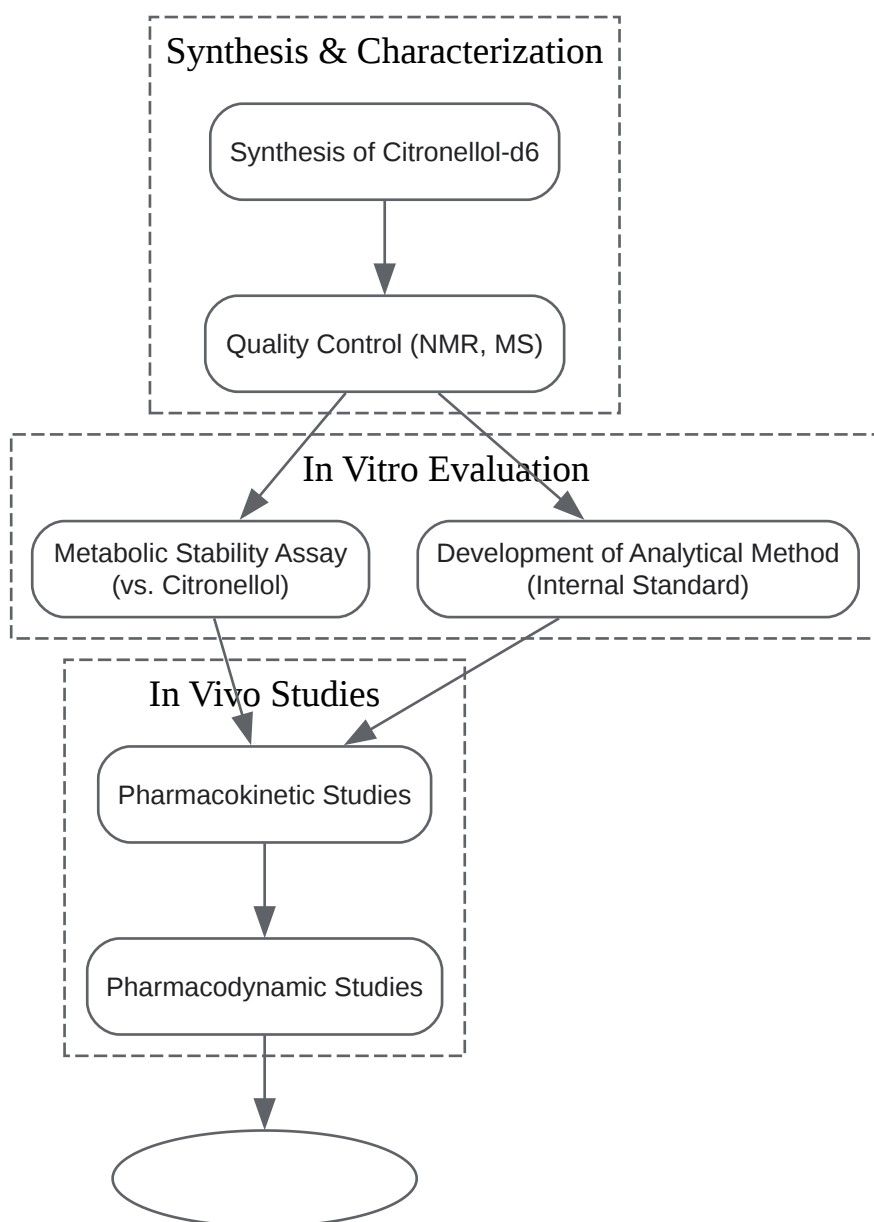 Synthesis & Characterization
Synthesis of Citronellol-d6
Quality Control (NMR, MS)
In Vitro Evaluation
Metabolic Stability Assay
(vs. Citronellol)
Development of Analytical Method
(Internal Standard)
In Vivo Studies
Pharmacokinetic Studies
Pharmacodynamic Studies